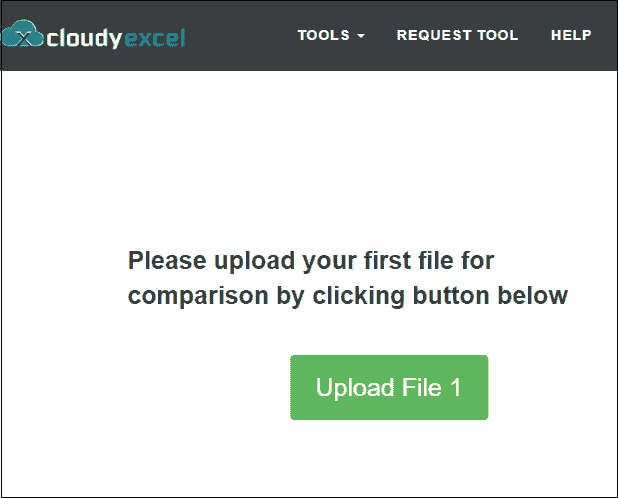 cloudyexcel TOOLS REQUEST TOOL HELP
Please upload your first file for
comparison by clicking button below
Upload File 1